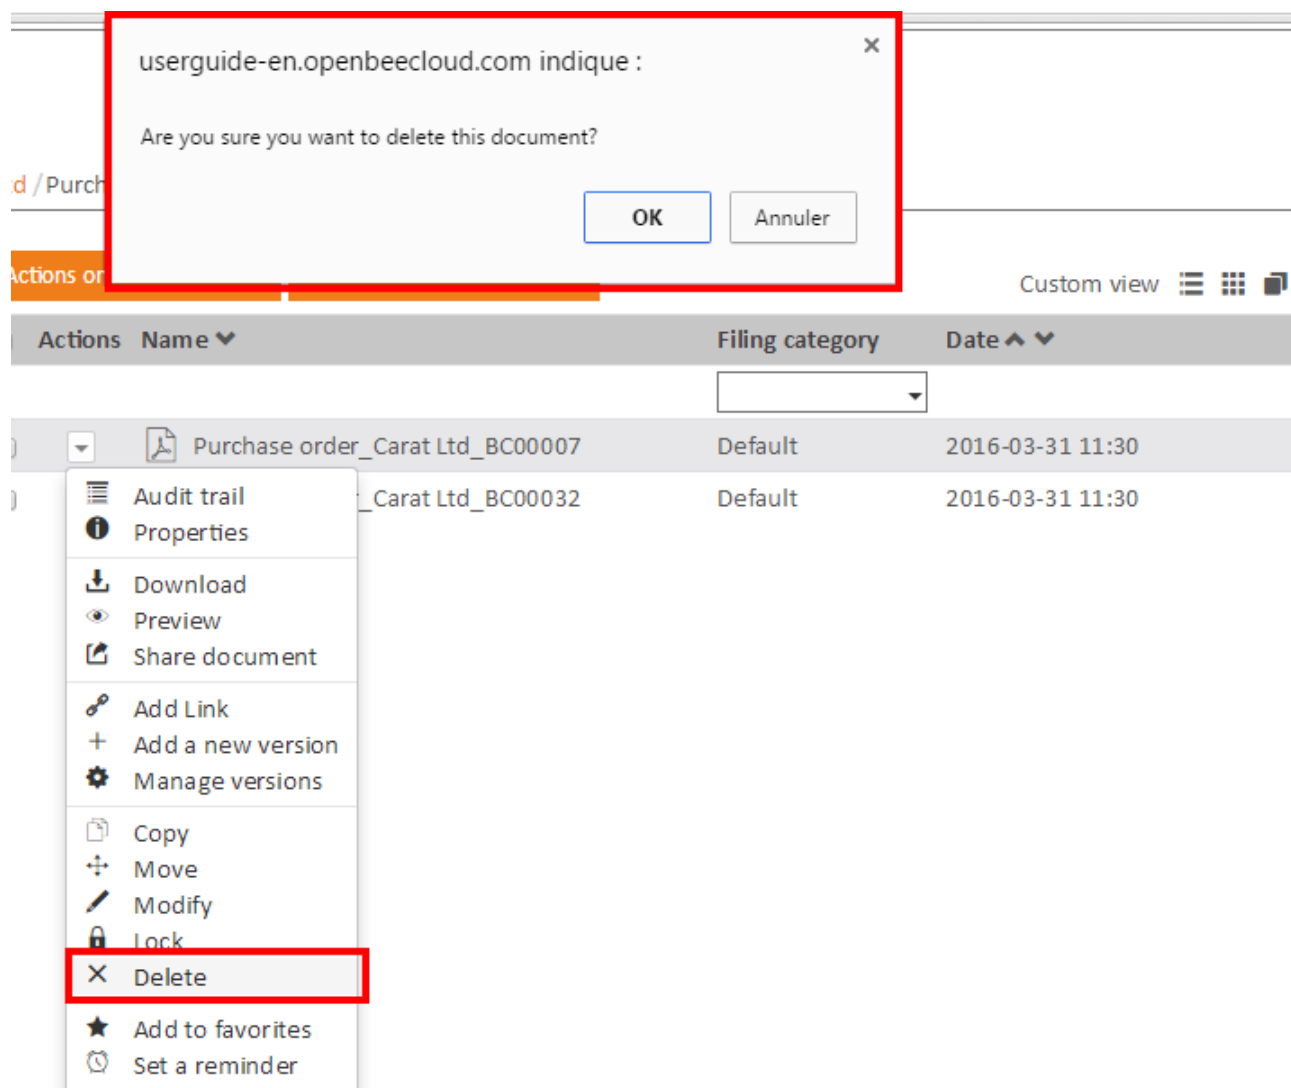 userguide-en.openbeecloud.com indique :
Are you sure you want to delete this document?
OK Annuler
/Purch
Actions
Custom view
Actions Name Filing category Date
Purchase order_Carat Ltd_BC00007 Default 2016-03-31 11:30
_Carat Ltd_BC00032 Default 2016-03-31 11:30
Audit trail
Properties
Download
Preview
Share document
Add Link
Add a new version
Manage versions
Copy
Move
Modify
Lock
Delete
Add to favorites
Set a reminder